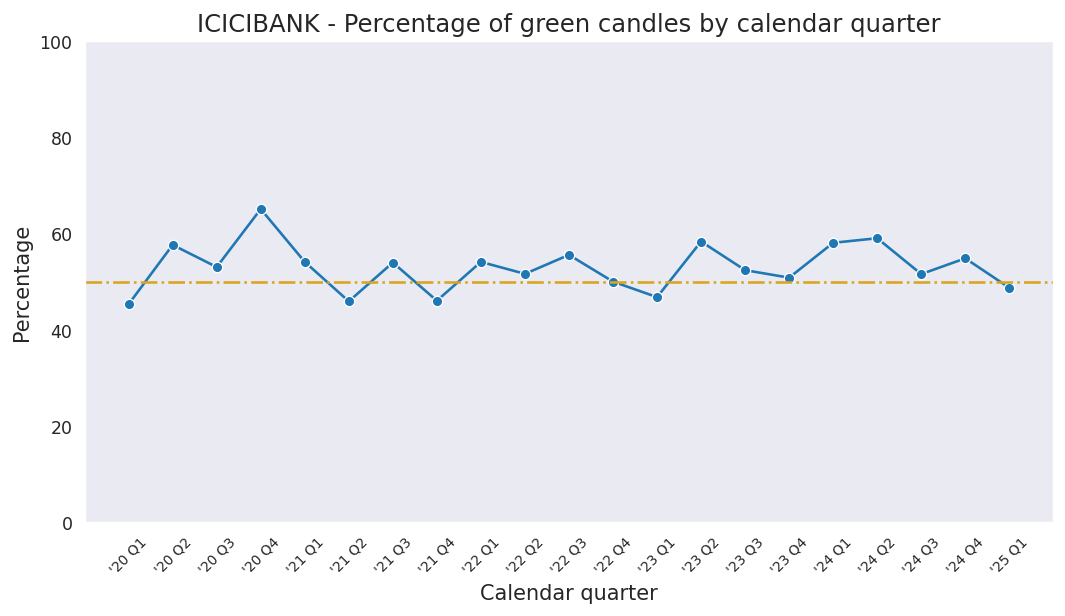 ICICIBANK - Percentage of green candles by calendar quarter
100
80
60
40
20
0
Percentage
'20 Q1
'20 Q2
'20 Q3
'20 Q4
'21 Q1
'21 Q2
'21 Q3
'21 Q4
'22 Q1
'22 Q2
'22 Q3
'22 Q4
'23 Q1
'23 Q2
'23 Q3
'23 Q4
'24 Q1
'24 Q2
'24 Q3
'24 Q4
'25 Q1
Calendar quarter